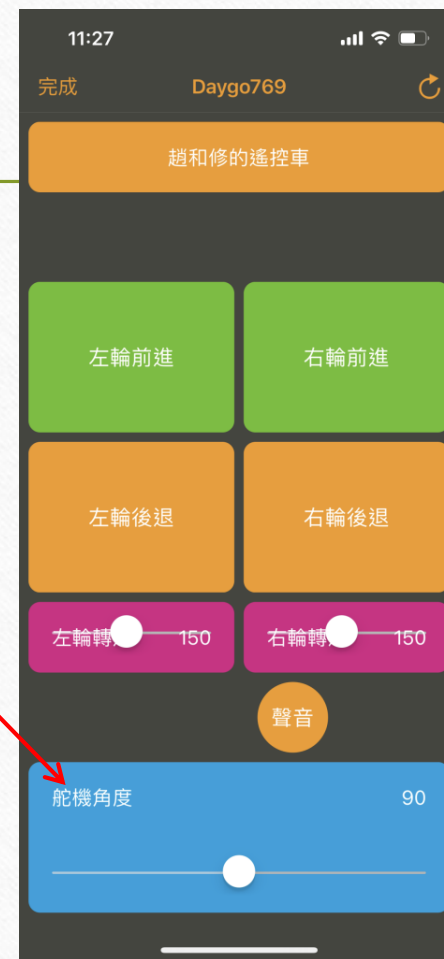 11:27
完成 Daygo769
趙和修的遙控車
左輪前進 右輪前進
左輪後退 右輪後退
左輪轉 150 右輪轉 150
聲音
舵機角度 90